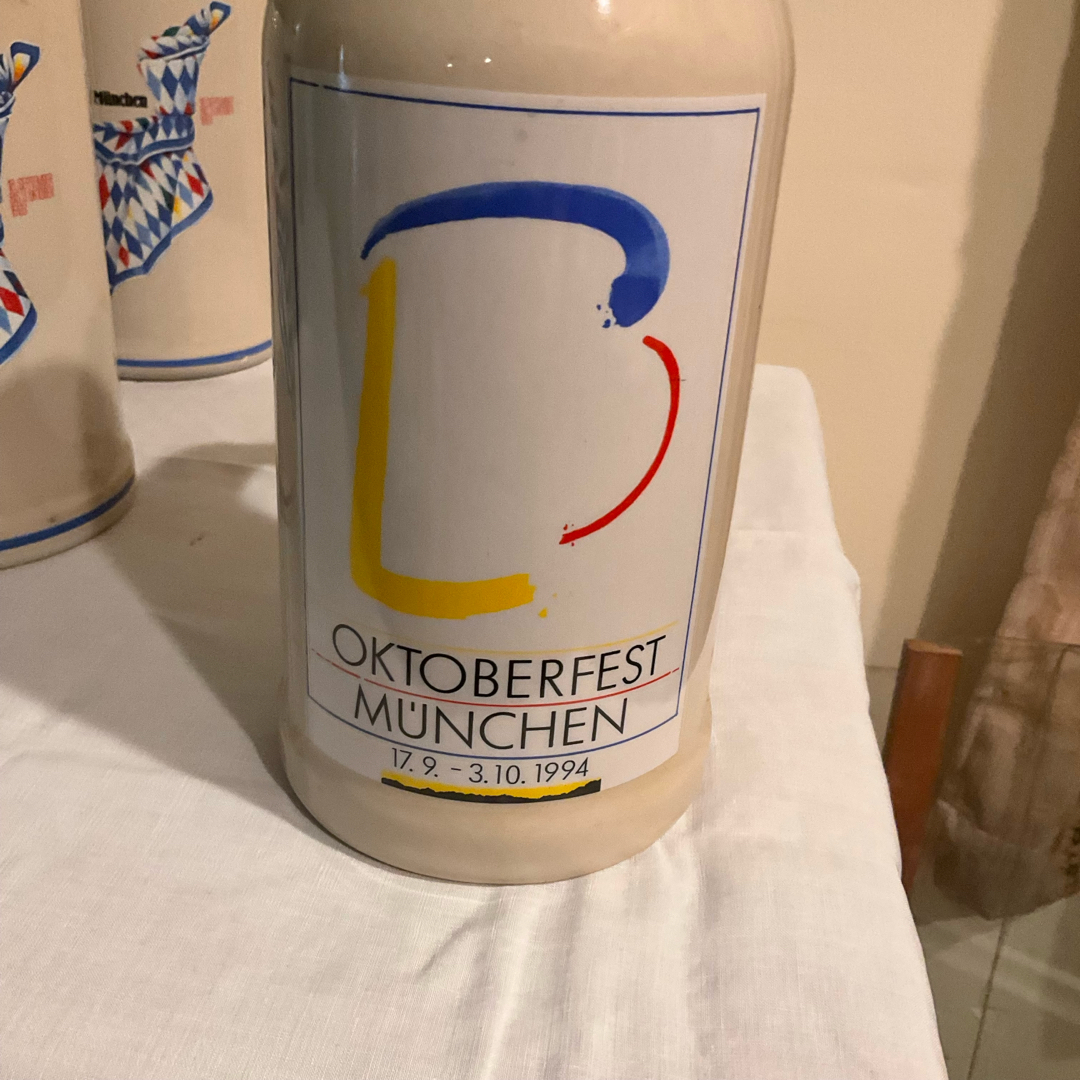 München
OKTOBERFEST
MÜNCHEN
17. 9. - 3.10. 1994